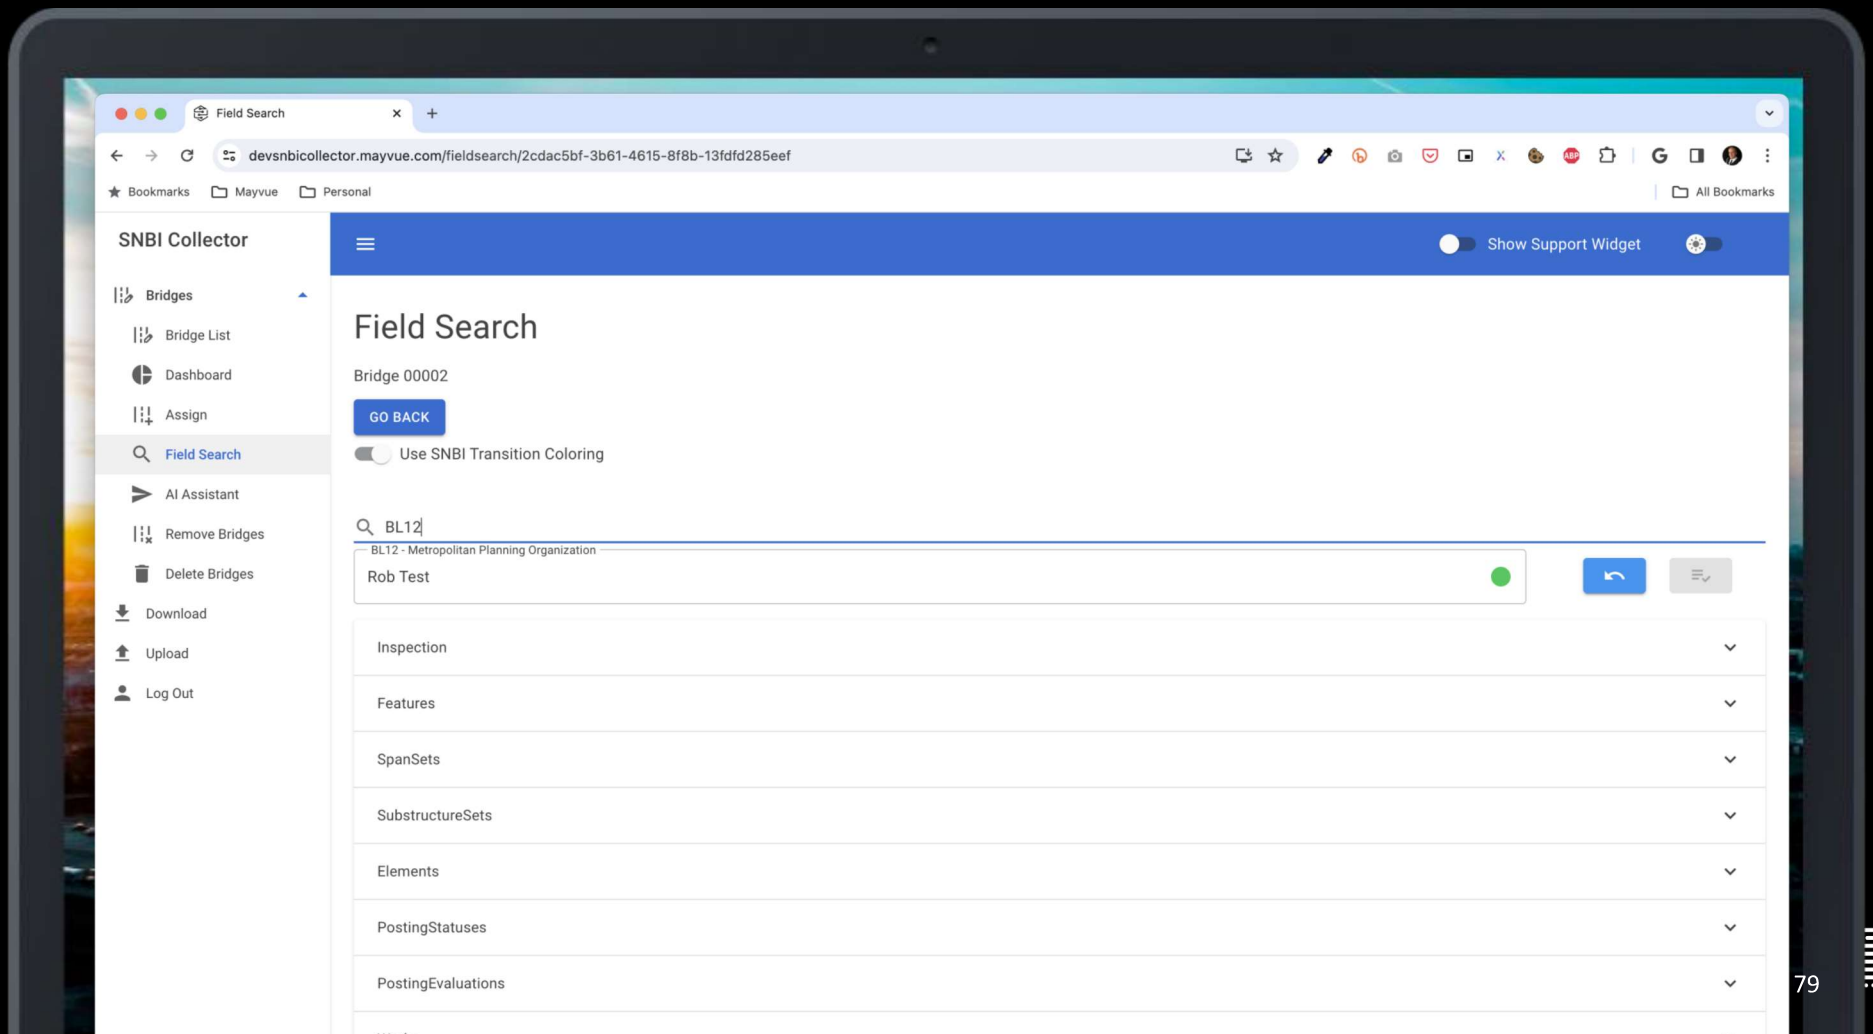 Field Search
devsnbicollector.mayvue.com/fieldsearch/2cdac5bf-3b61-4615-8f8b-13fdfd285eef
ABP
G
Bookmarks Mayvue Personal All Bookmarks
SNBI Collector
Show Support Widget
Bridges
Bridge List
Dashboard
Assign
Field Search
AI Assistant
Remove Bridges
Delete Bridges
Download
Upload
Log Out
Field Search
Bridge 00002
GO BACK
Use SNBI Transition Coloring
BL12
BL12 - Metropolitan Planning Organization
Rob Test
Inspection
Features
SpanSets
SubstructureSets
Elements
PostingStatuses
PostingEvaluations
79